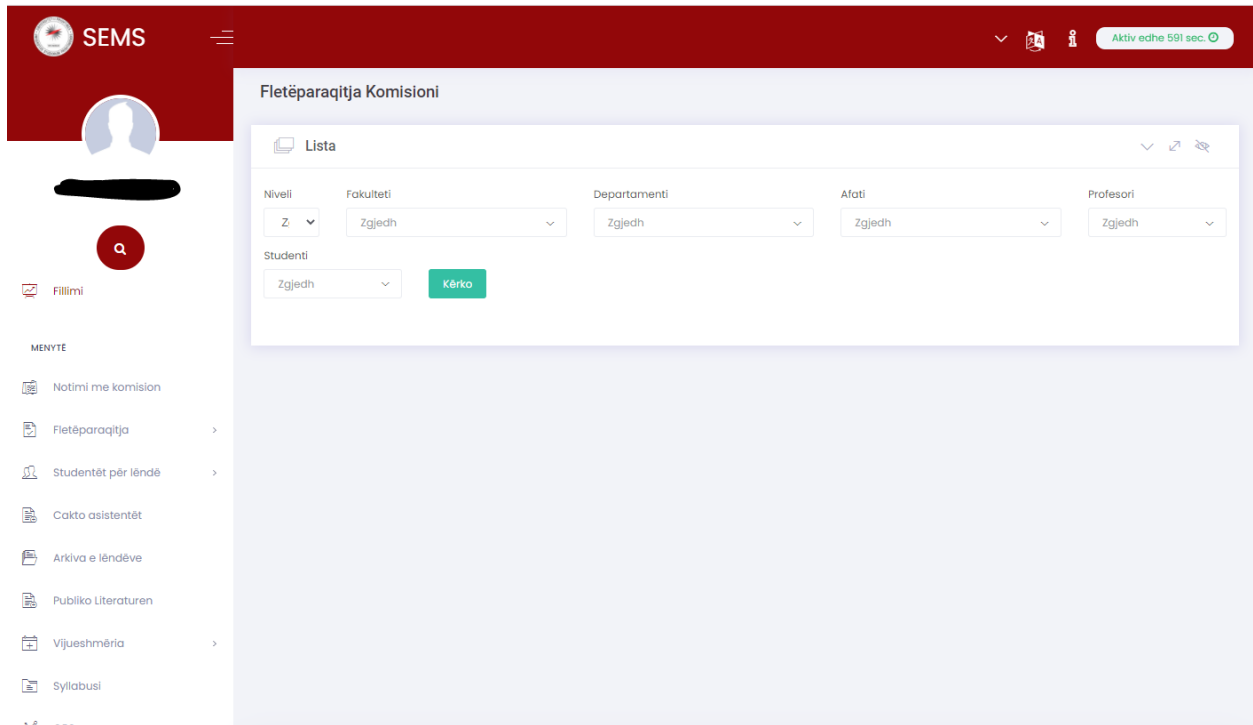 SEMS
Aktiv edhe 591 sec.
Fletëparaqitja Komisioni
Lista
Niveli Fakulteti Departamenti Afati Profesori
Zgjedh Zgjedh Zgjedh Zgjedh
Studenti
Zgjedh Kërko
Fillimi
MENYTË
Notimi me komision
Fletëparaqitja
Studentët për lëndë
Cakto asistentët
Arkiva e lëndëve
Publiko Literaturen
Vijueshmëria
Syllabusi